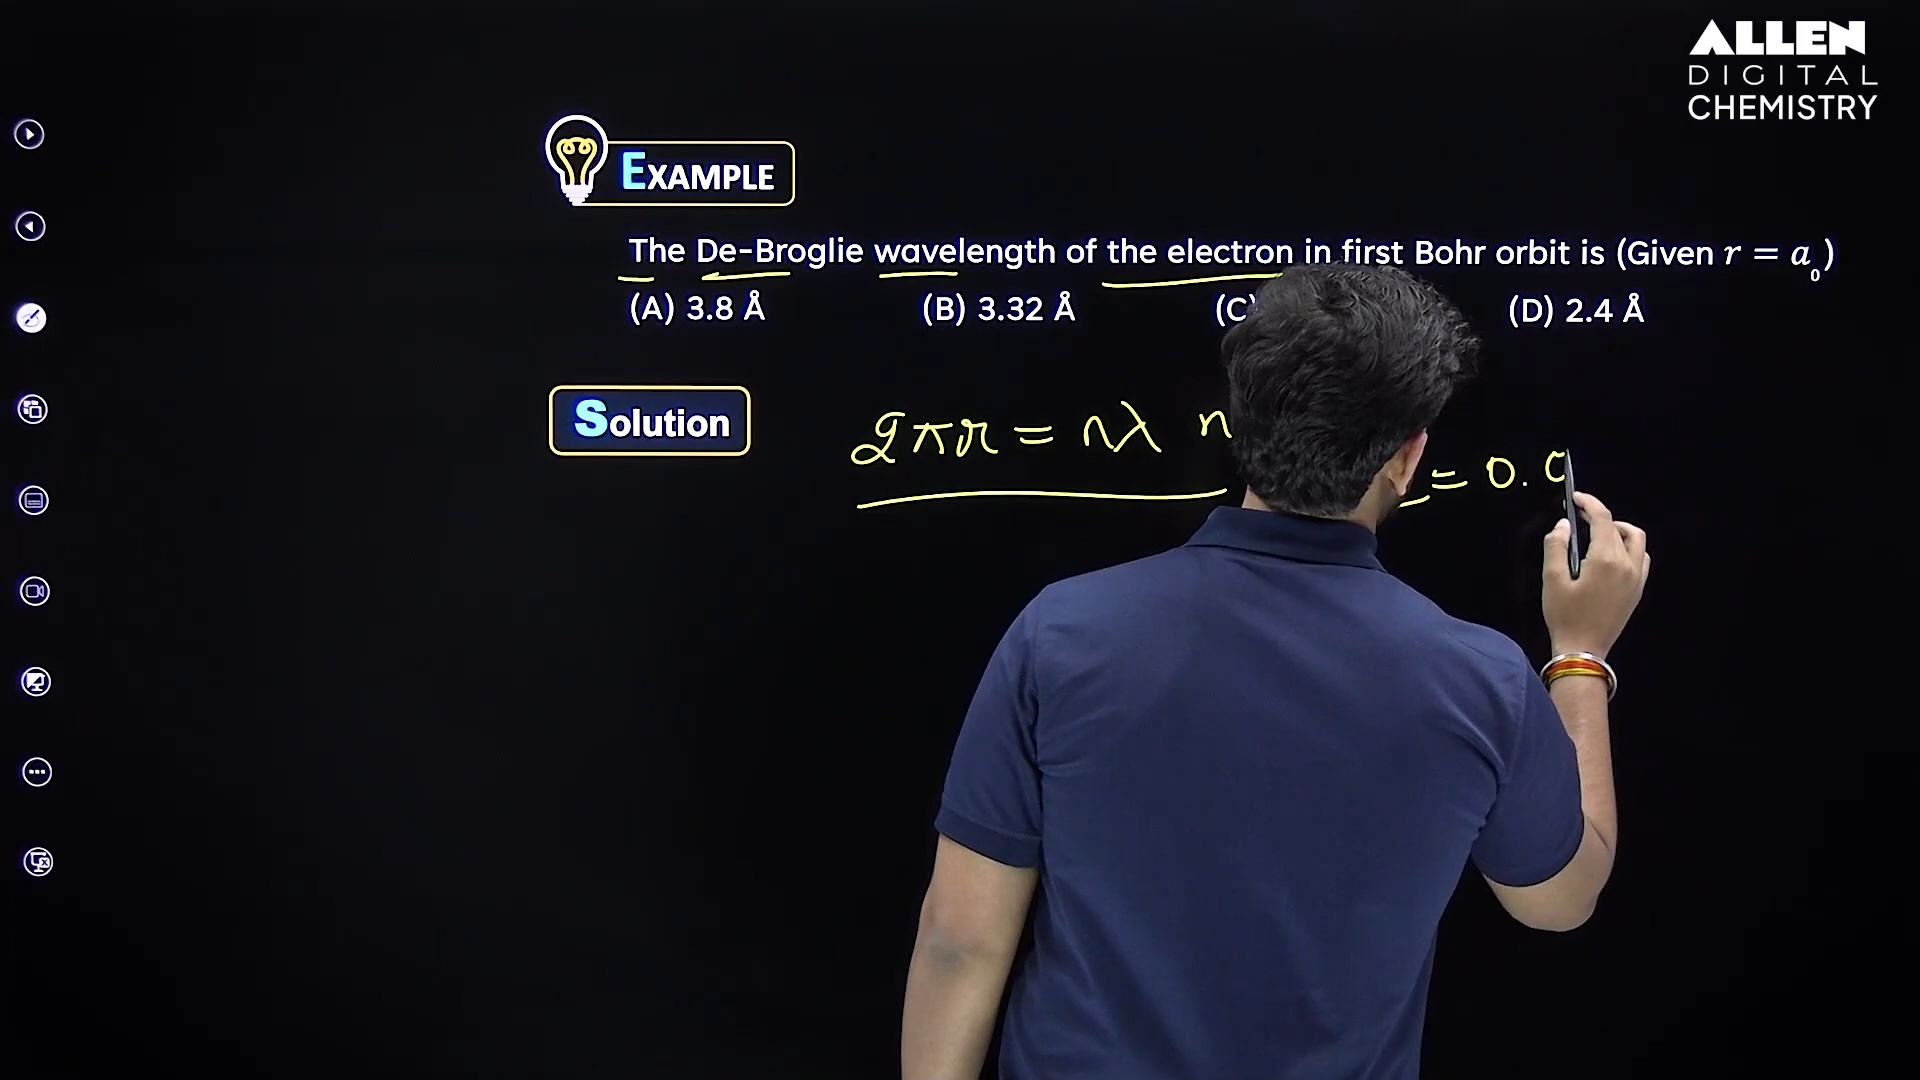 ALLEN
DIGITAL
CHEMISTRY
EXAMPLE
The De-Broglie wavelength of the electron in first Bohr orbit is (Given r = a₀)
(A) 3.8 Å (B) 3.32 Å (C) (D) 2.4 Å
Solution
2πr = nλ n
= 0.